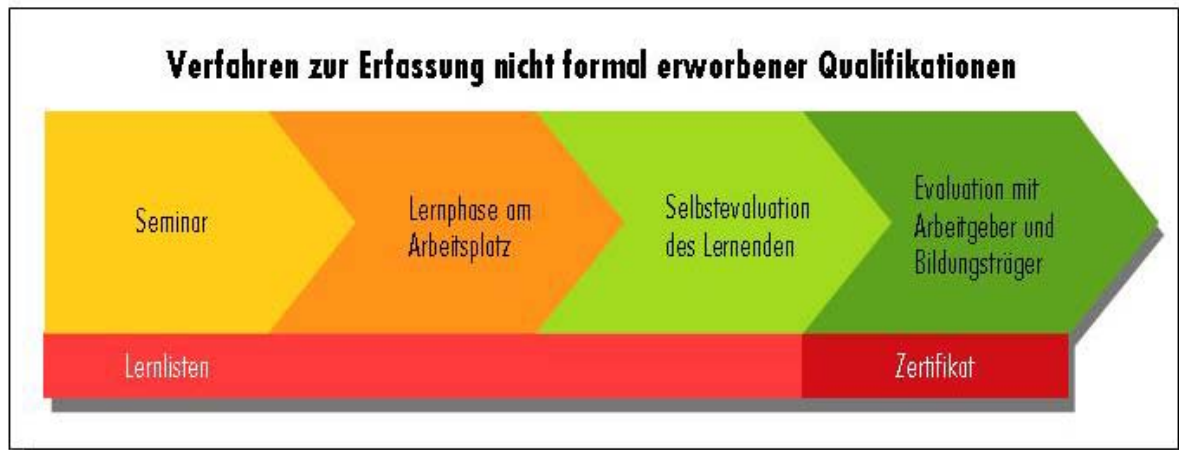 Verfahren zur Erfassung nicht formal erworbener Qualifikationen
Seminar
Lernphase am
Arbeitsplatz
Selbstevaluation
des Lernenden
Evaluation mit
Arbeitgeber und
Bildungsträger
Lernlisten
Zertifikat